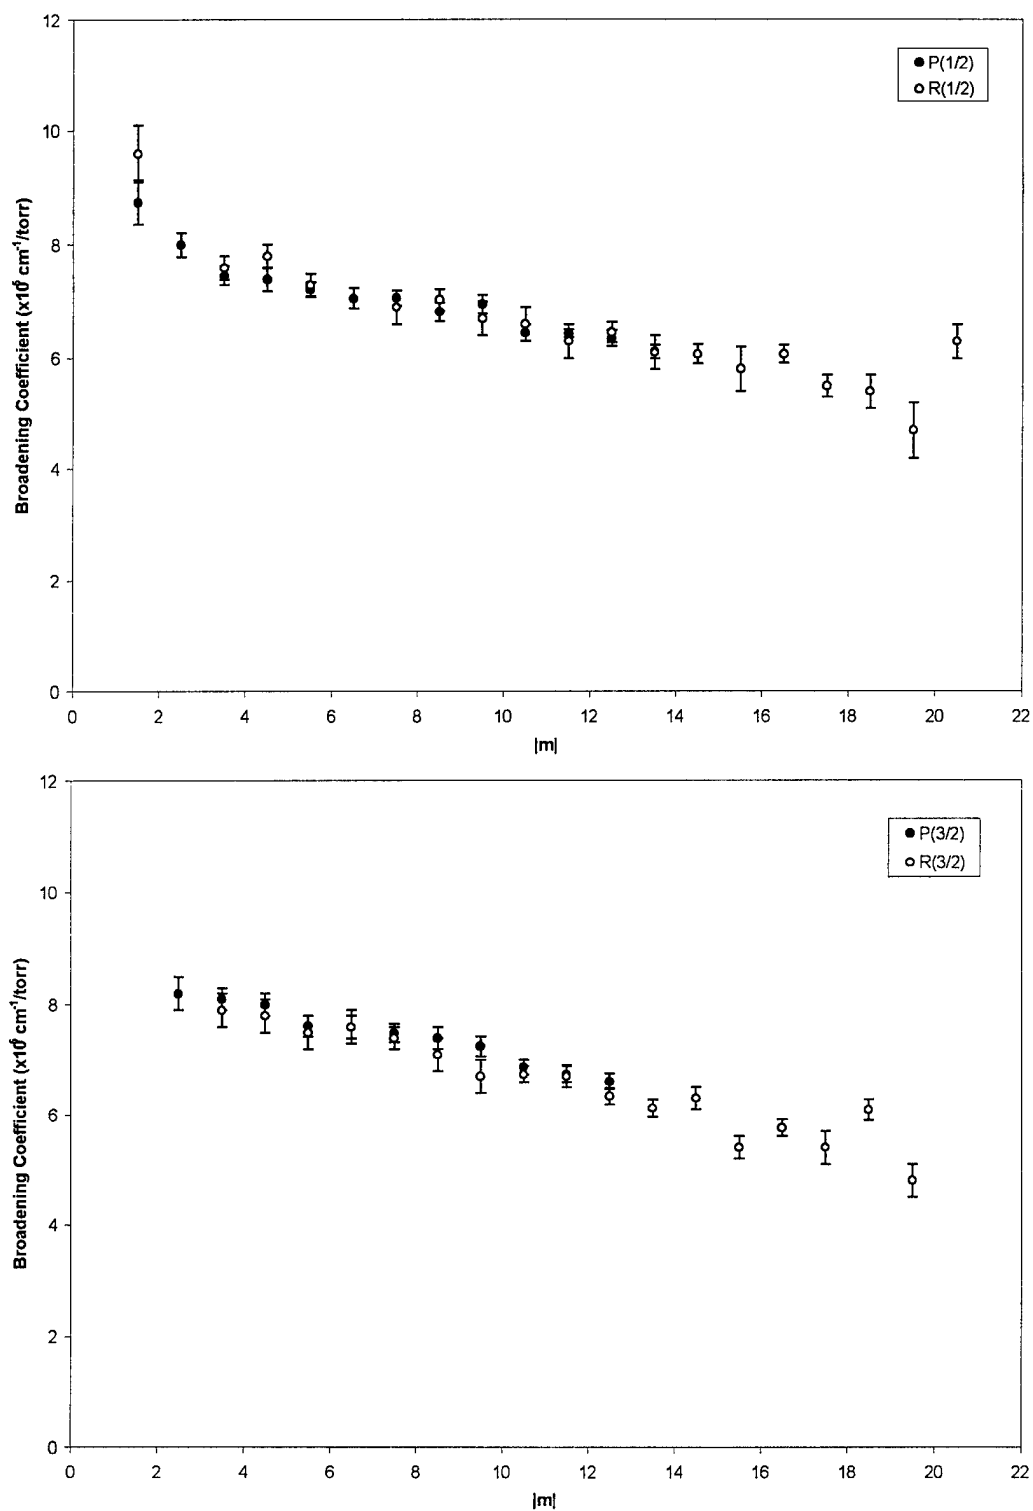 12
P(1/2)
R(1/2)
10
8
6
4
2
0
Broadening Coefficient (x10⁶ cm⁻¹/torr)
0 2 4 6 8 10 12 14 16 18 20 22
|m|
12
P(3/2)
R(3/2)
10
8
6
4
2
0
Broadening Coefficient (x10⁶ cm⁻¹/torr)
0 2 4 6 8 10 12 14 16 18 20 22
|m|